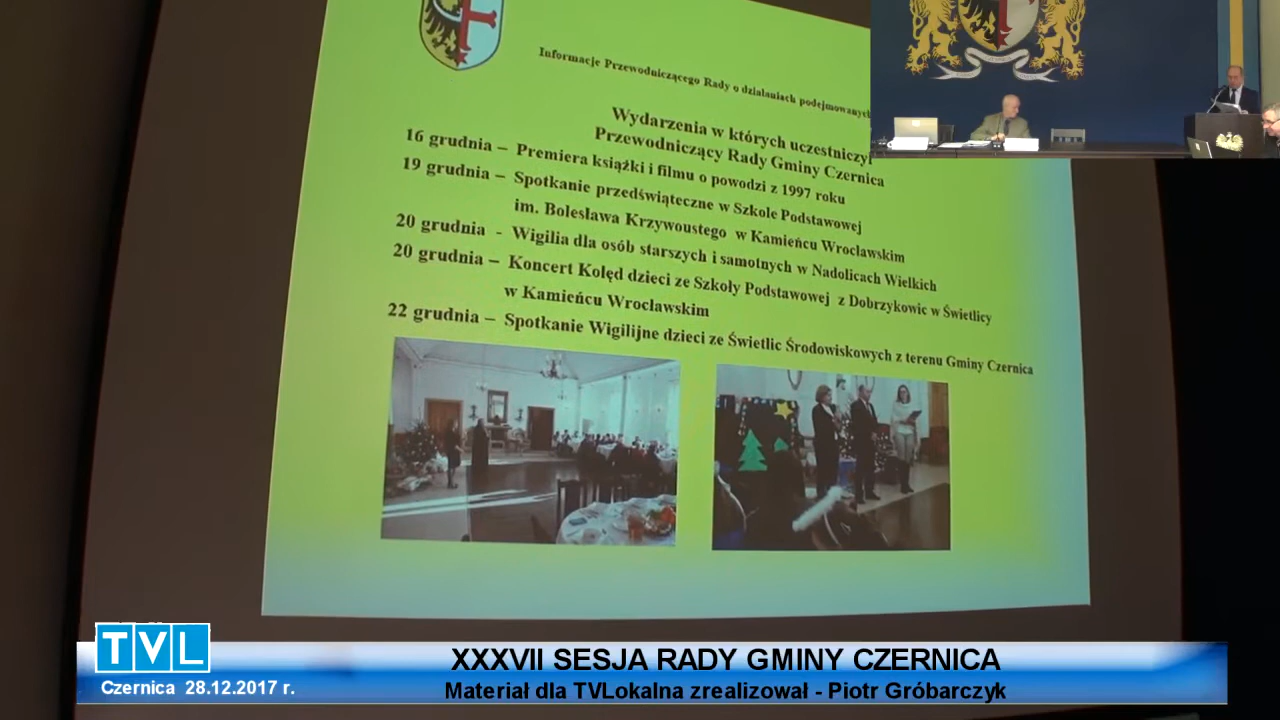 Informacje Przewodniczącego Rady o działaniach podejmowanych
Wydarzenia w których uczestniczył
Przewodniczący Rady Gminy Czernica
16 grudnia – Premiera książki i filmu o powodzi z 1997 roku
19 grudnia – Spotkanie przedświąteczne w Szkole Podstawowej
im. Bolesława Krzywoustego w Kamieńcu Wrocławskim
20 grudnia - Wigilia dla osób starszych i samotnych w Nadolicach Wielkich
20 grudnia – Koncert Kolęd dzieci ze Szkoły Podstawowej z Dobrzykowic w Świetlicy
w Kamieńcu Wrocławskim
22 grudnia – Spotkanie Wigilijne dzieci ze Świetlic Środowiskowych z terenu Gminy Czernica
TVL
XXXVII SESJA RADY GMINY CZERNICA
Czernica 28.12.2017 r.
Materiał dla TVLokalna zrealizował - Piotr Gróbarczyk